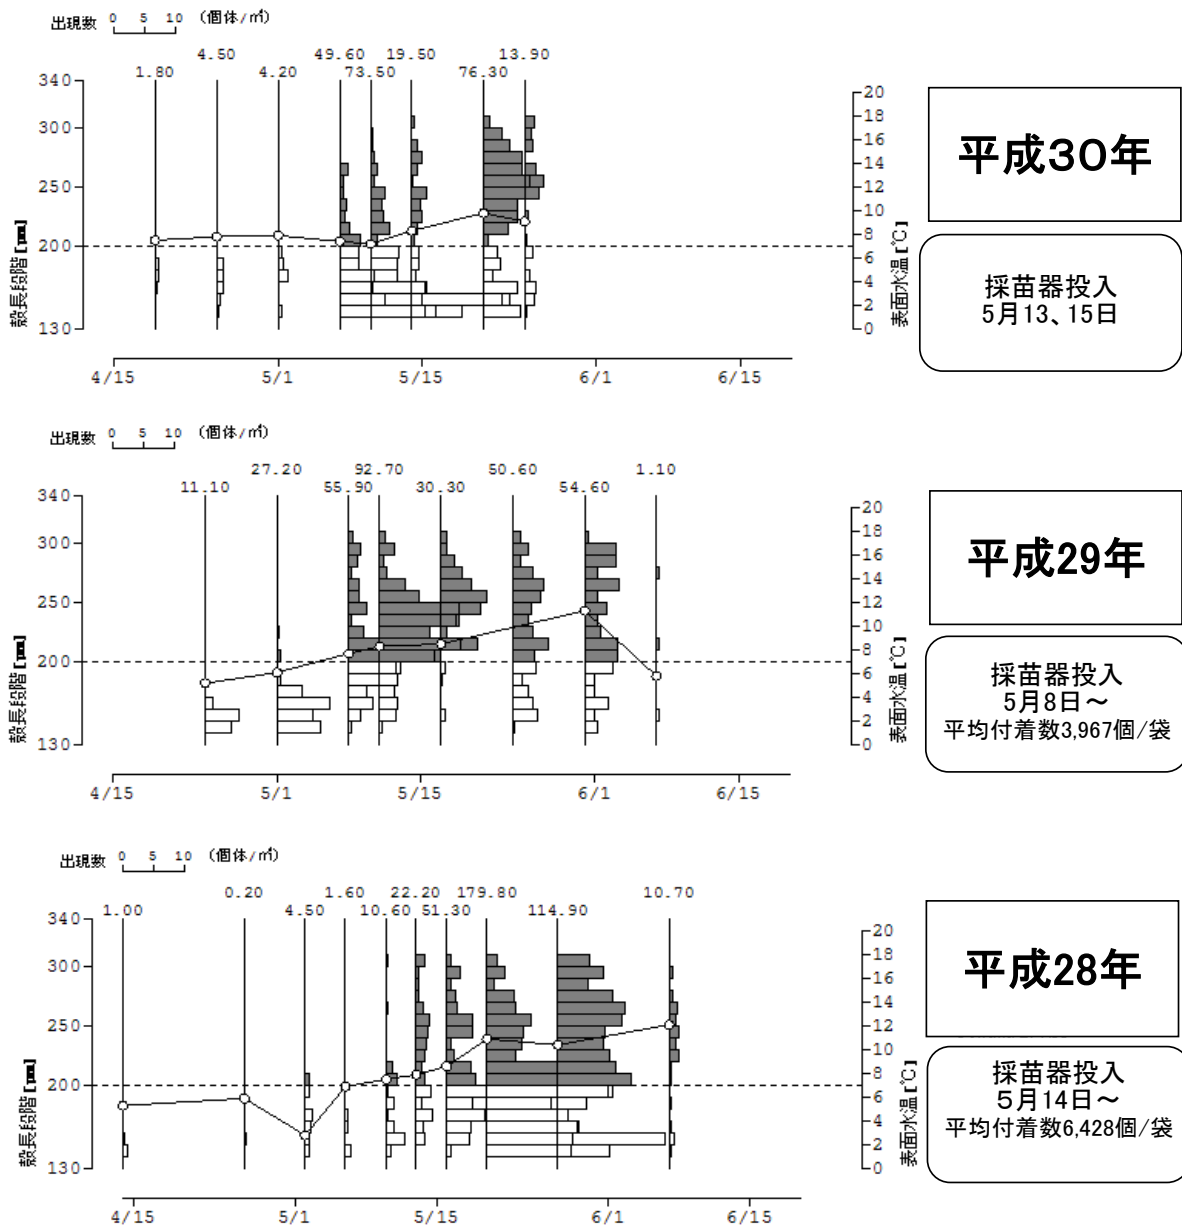 出現数 0 5 10 (個体/㎡)
4.50 49.60 19.50 13.90
1.80 4.20 73.50 76.30
340
300
250
200
130
殻長段階[μm]
20
18
16
14
12
10
8
6
4
2
0
表面水温[℃]
4/15 5/1 5/15 6/1 6/15
平成30年
採苗器投入
5月13、15日
出現数 0 5 10 (個体/㎡)
27.20 92.70 50.60 1.10
11.10 55.90 30.30 54.60
340
300
250
200
130
殻長段階[μm]
20
18
16
14
12
10
8
6
4
2
0
表面水温[℃]
4/15 5/1 5/15 6/1 6/15
平成29年
採苗器投入
5月8日～
平均付着数3,967個/袋
出現数 0 5 10 (個体/㎡)
0.20 1.60 22.20 179.80 10.70
1.00 4.50 10.60 51.30 114.90
340
300
250
200
130
殻長段階[μm]
20
18
16
14
12
10
8
6
4
2
0
表面水温[℃]
4/15 5/1 5/15 6/1 6/15
平成28年
採苗器投入
5月14日～
平均付着数6,428個/袋